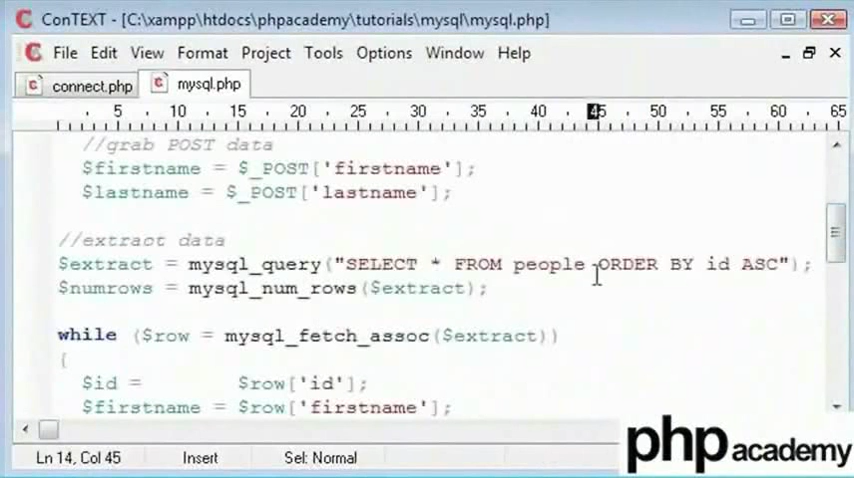 ConTEXT - [C:\xampp\htdocs\phpacademy\tutorials\mysql\mysql.php]
File Edit View Format Project Tools Options Window Help
connect.php mysql.php
5 10 15 20 25 30 35 40 45 50 55 60 65
//grab POST data
$firstname = $_POST['firstname'];
$lastname = $_POST['lastname'];
//extract data
$extract = mysql_query("SELECT * FROM people ORDER BY id ASC");
$numrows = mysql_num_rows($extract);
while ($row = mysql_fetch_assoc($extract))
{
$id = $row['id'];
$firstname = $row['firstname'];
Ln 14, Col 45 Insert Sel: Normal
php academy